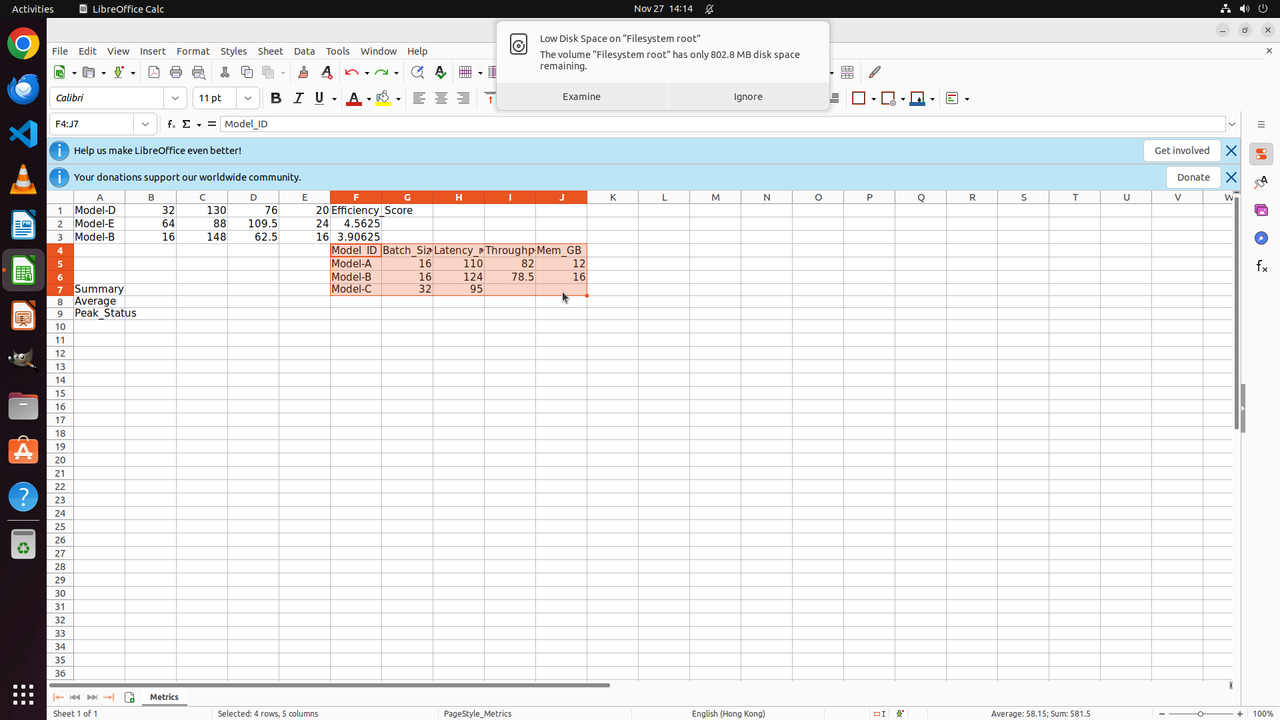 Activities
LibreOffice Calc
Nov 27 14:14
Low Disk Space on “Filesystem root”
The volume “Filesystem root” has only 802.8 MB disk space
remaining.
Examine
Ignore
File Edit View Insert Format Styles Sheet Data Tools Window Help
Calibri
11 pt
F4:J7
Model_ID
Help us make LibreOffice even better!
Get involved
Your donations support our worldwide community.
Donate
A B C D E F G H I J K L M N O P Q R S T U V W
1 Model-D 32 130 76 20 Efficiency_Score
2 Model-E 64 88 109.5 24 4.5625
3 Model-B 16 148 62.5 16 3.90625
4 Model_ID Batch_Siz Latency_ Throughp Mem_GB
5 Model-A 16 110 82 12
6 Model-B 16 124 78.5 16
7 Summary Model-C 32 95
8 Average
9 Peak_Status
10
11
12
13
14
15
16
17
18
19
20
21
22
23
24
25
26
27
28
29
30
31
32
33
34
35
36
Metrics
Sheet 1 of 1
Selected: 4 rows, 5 columns
PageStyle_Metrics
English (Hong Kong)
Average: 58.15; Sum: 581.5
100%